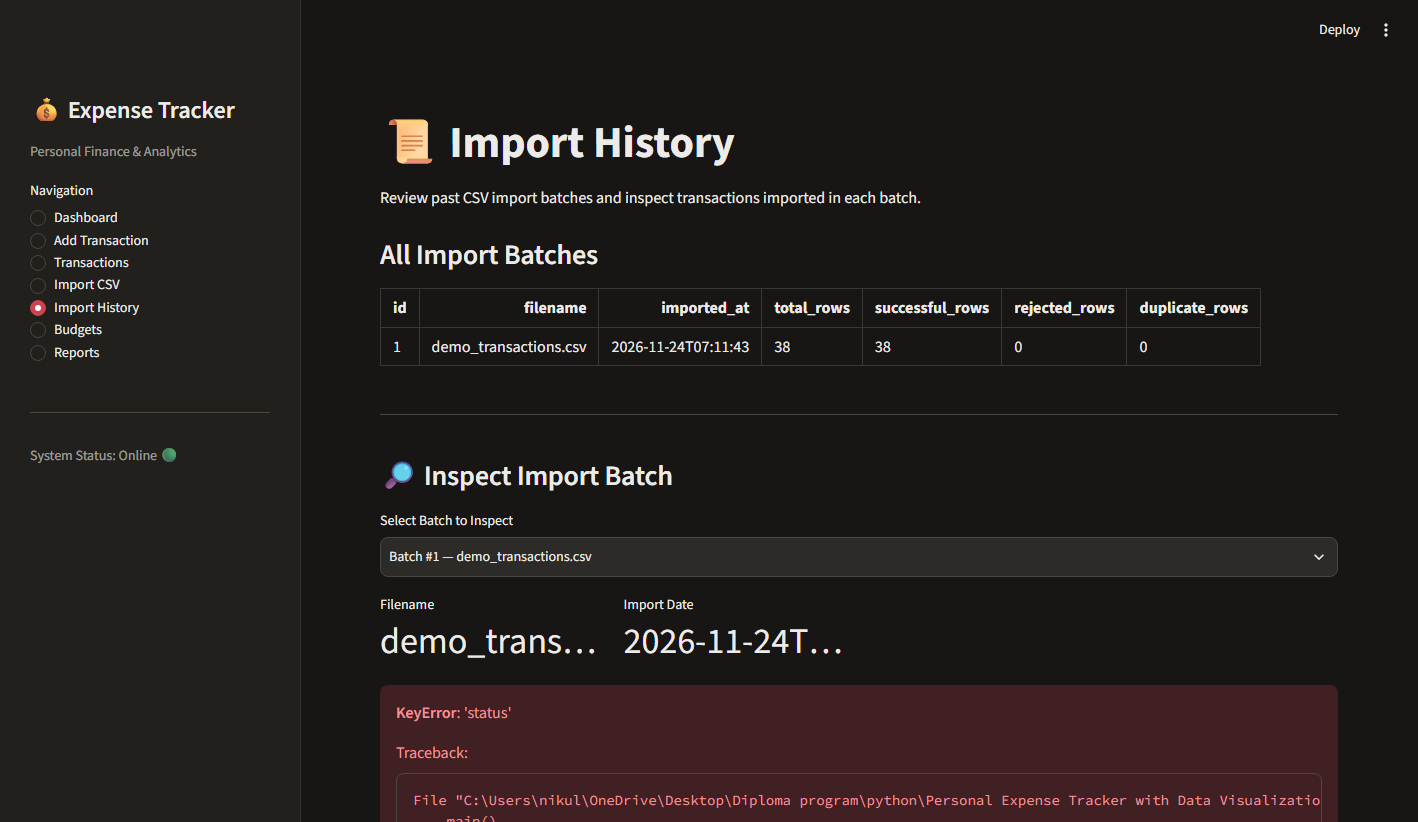 Deploy
Expense Tracker
Personal Finance & Analytics
Navigation
Dashboard
Add Transaction
Transactions
Import CSV
Import History
Budgets
Reports
System Status: Online
Import History
Review past CSV import batches and inspect transactions imported in each batch.
All Import Batches
id filename imported_at total_rows successful_rows rejected_rows duplicate_rows
1 demo_transactions.csv 2026-11-24T07:11:43 38 38 0 0
Inspect Import Batch
Select Batch to Inspect
Batch #1 — demo_transactions.csv
Filename Import Date
demo_trans… 2026-11-24T…
KeyError: 'status'
Traceback:
File "C:\Users\nikul\OneDrive\Desktop\Diploma program\python\Personal Expense Tracker with Data Visualizatio
main()